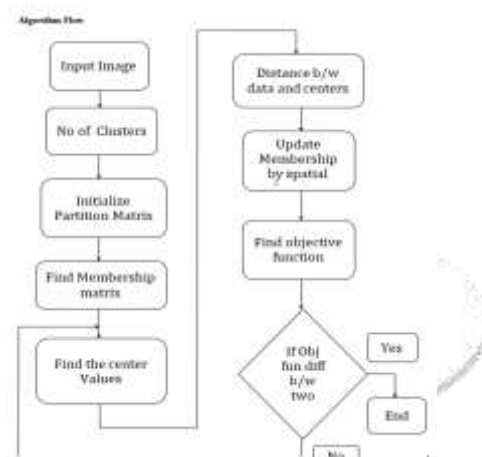 Algorithm Flow
Input Image
No of Clusters
Initialize
Partition Matrix
Find Membership
matrix
Find the center
Values
Distance b/w
data and centers
Update
Membership
by spatial
Find objective
function
If Obj
fun diff
b/w
two
Yes
End
No